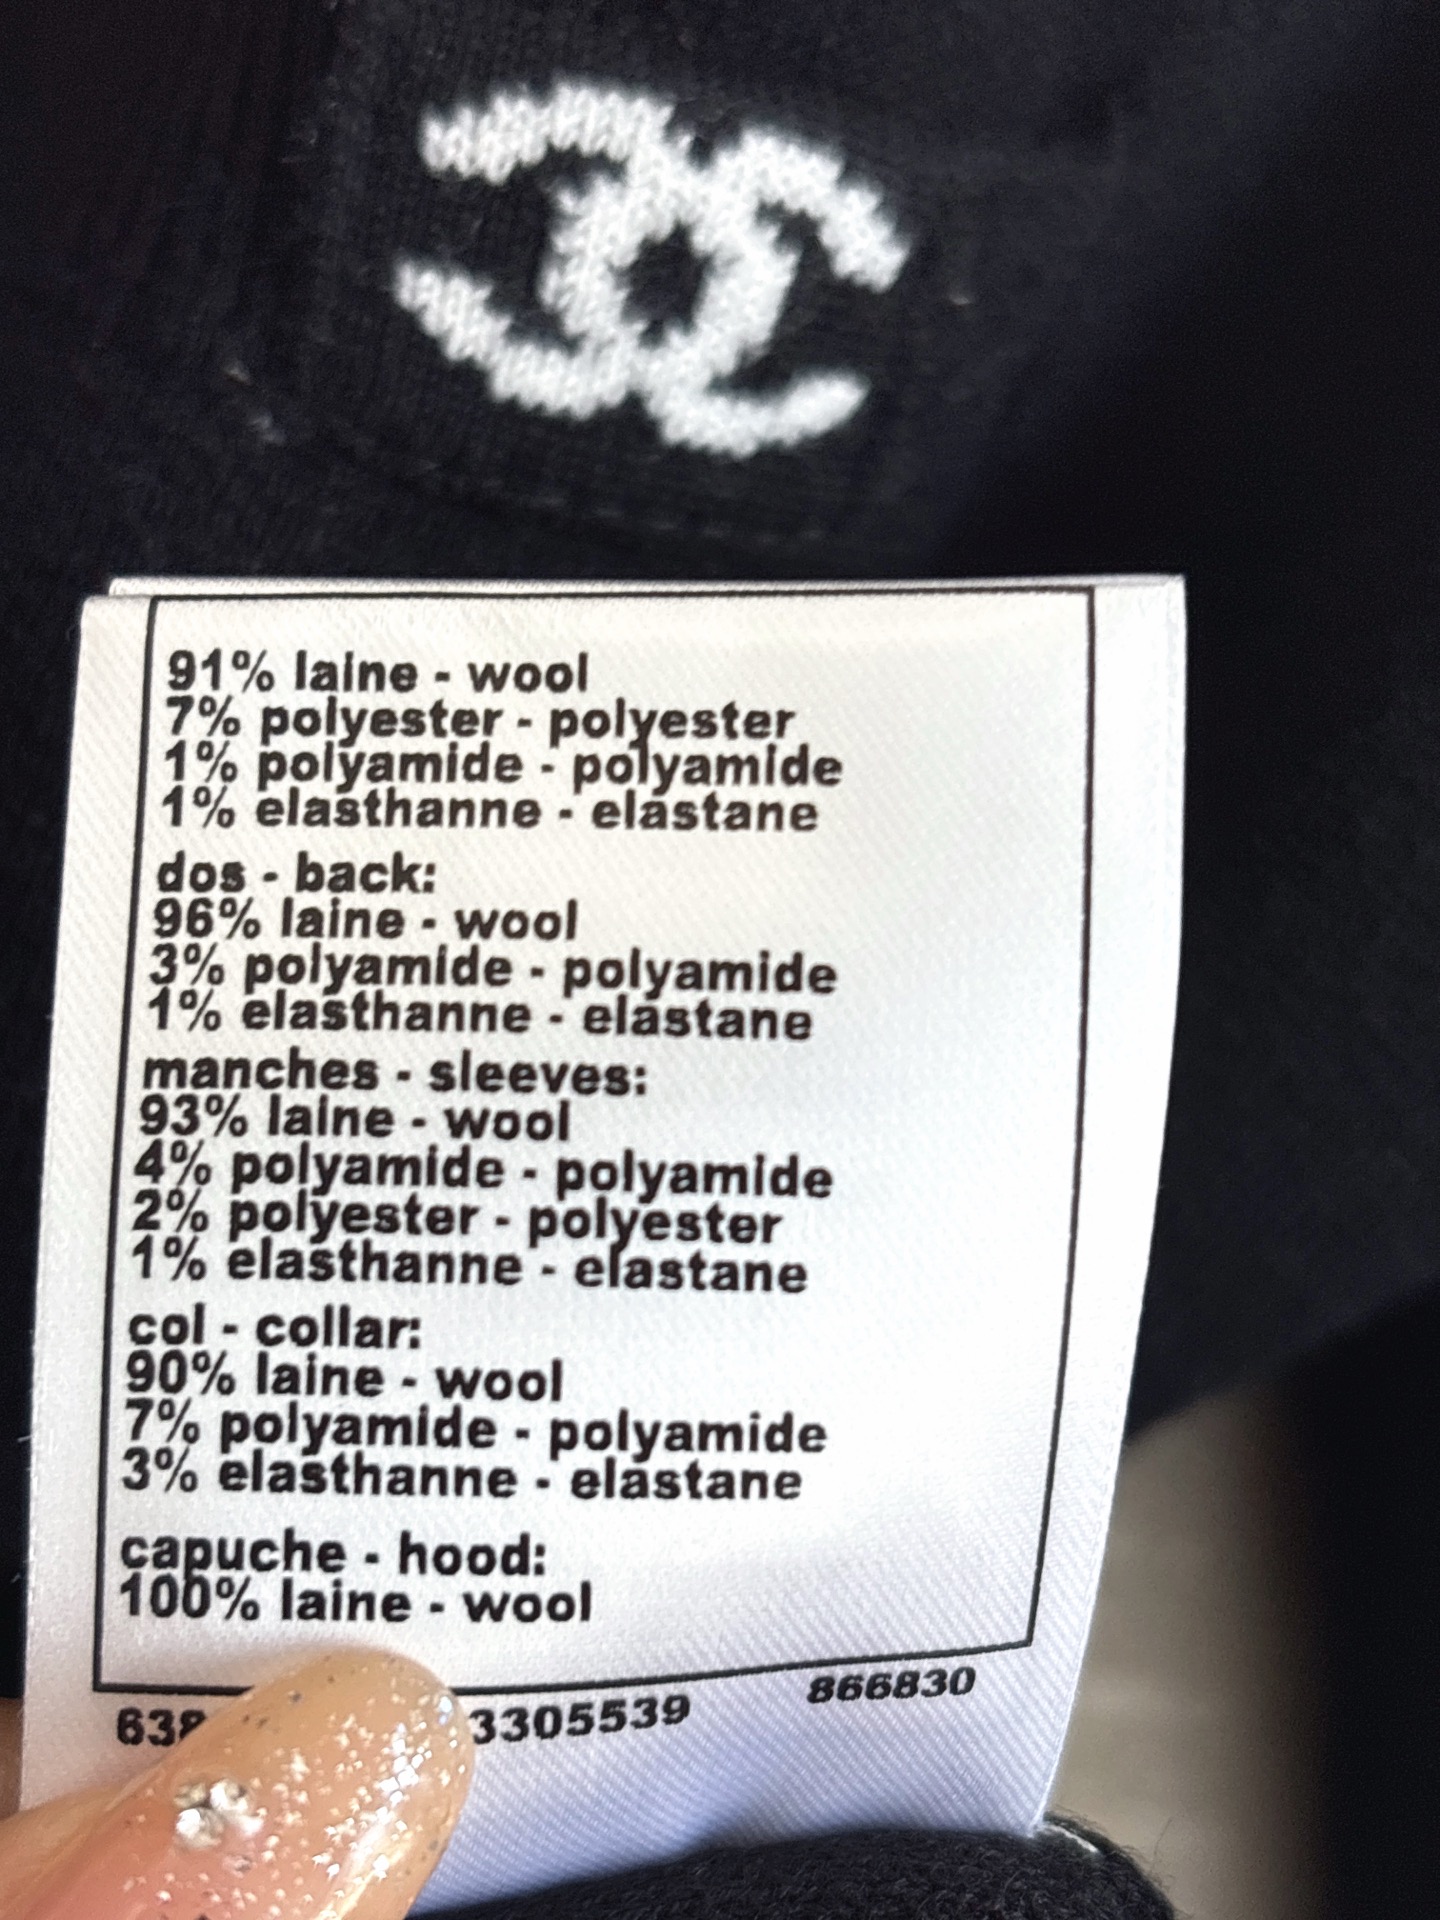 91% laine - wool
7% polyester - polyester
1% polyamide - polyamide
1% elasthanne - elastane
dos - back:
96% laine - wool
3% polyamide - polyamide
1% elasthanne - elastane
manches - sleeves:
93% laine - wool
4% polyamide - polyamide
2% polyester - polyester
1% elasthanne - elastane
col - collar:
90% laine - wool
7% polyamide - polyamide
3% elasthanne - elastane
capuche - hood:
100% laine - wool
3305539 866830